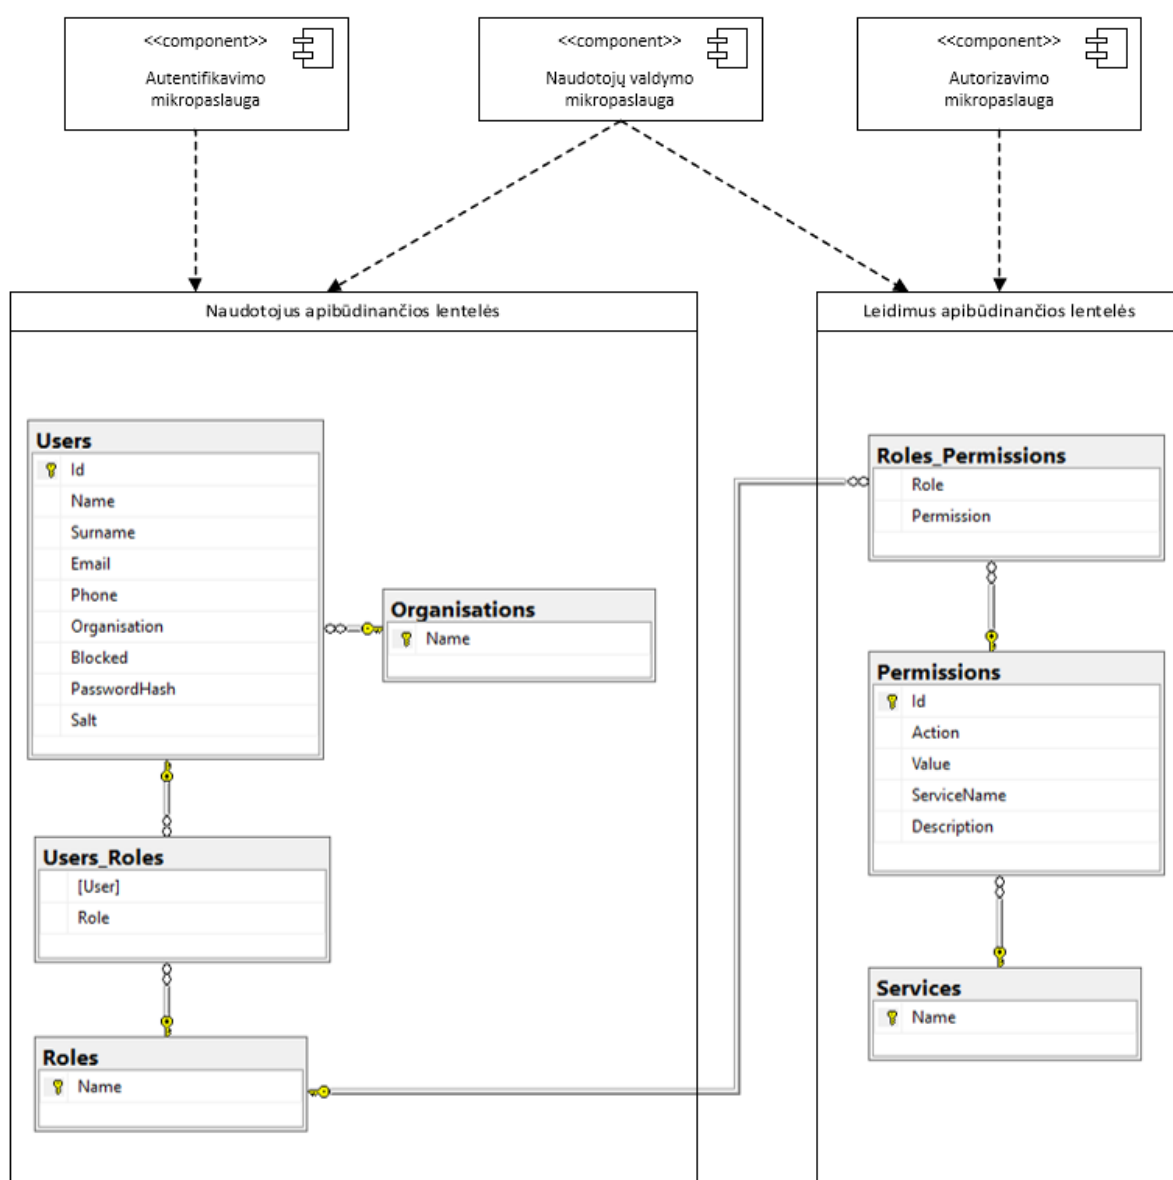 <<component>>
Autentifikavimo
mikropaslauga
<<component>>
Naudotojų valdymo
mikropaslauga
<<component>>
Autorizavimo
mikropaslauga
Naudotojus apibūdinančios lentelės
Users
Id
Name
Surname
Email
Phone
Organisation
Blocked
PasswordHash
Salt
Organisations
Name
Users_Roles
[User]
Role
Roles
Name
Leidimus apibūdinančios lentelės
Roles_Permissions
Role
Permission
Permissions
Id
Action
Value
ServiceName
Description
Services
Name